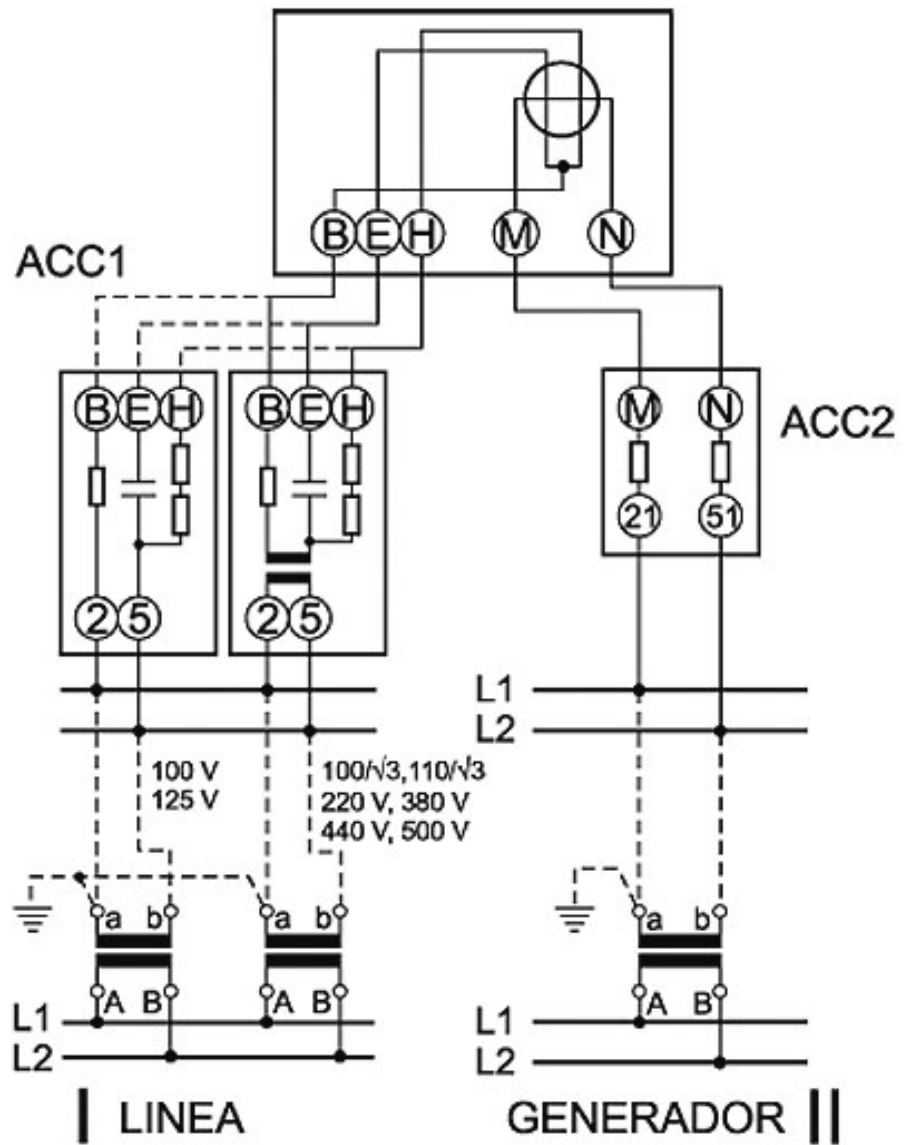 B E H M N
ACC1
B E H
B E H
M N
ACC2
21 51
2 5
2 5
L1
L2
100 V
125 V
100/√3,110/√3
220 V, 380 V
440 V, 500 V
a b
a b
a b
A B
A B
A B
L1
L2
L1
L2
I LINEA
GENERADOR II